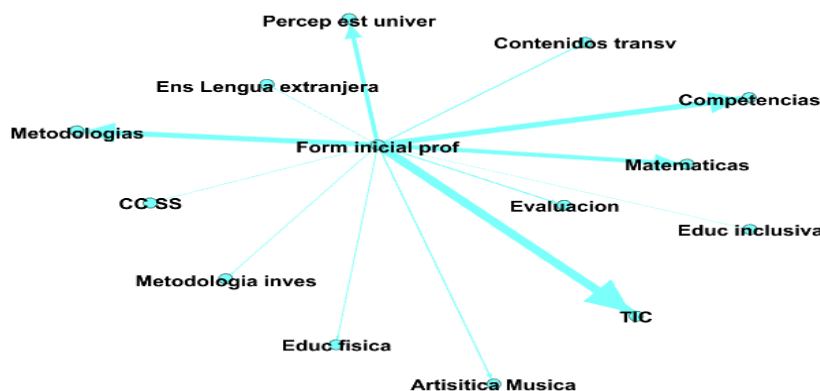 Percep est univer
Contenidos transv
Ens Lengua extranjera
Competencias
Metodologias
Form inicial prof
Matematicas
CC SS
Evaluacion
Educ inclusiva
Metodologia inves
TIC
Educ fisica
Artisitica Musica